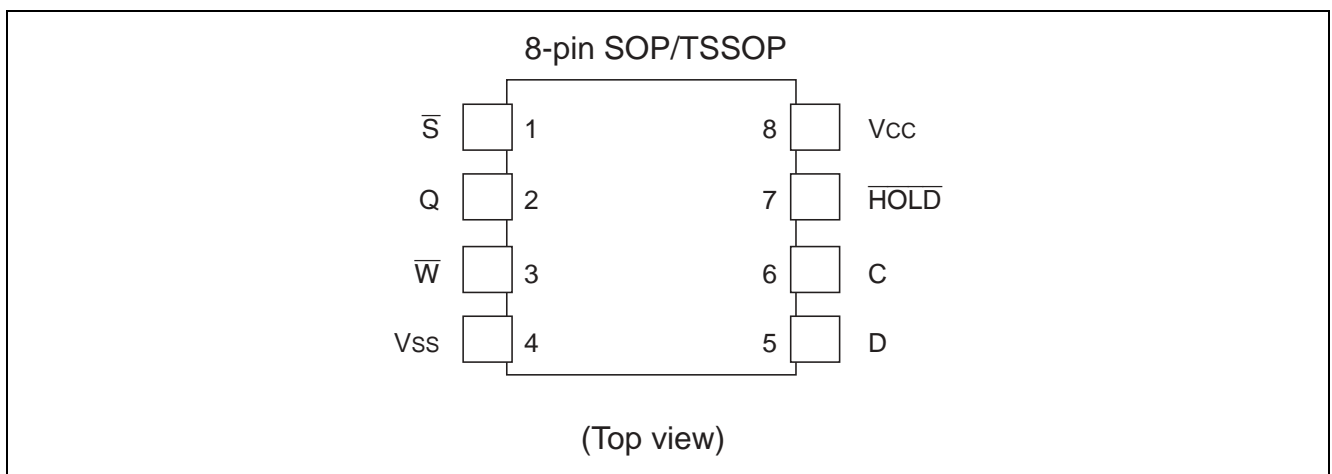 8-pin SOP/TSSOP
S̅ 1 8 VCC
Q 2 7 H̅O̅L̅D̅
W̅ 3 6 C
VSS 4 5 D
(Top view)